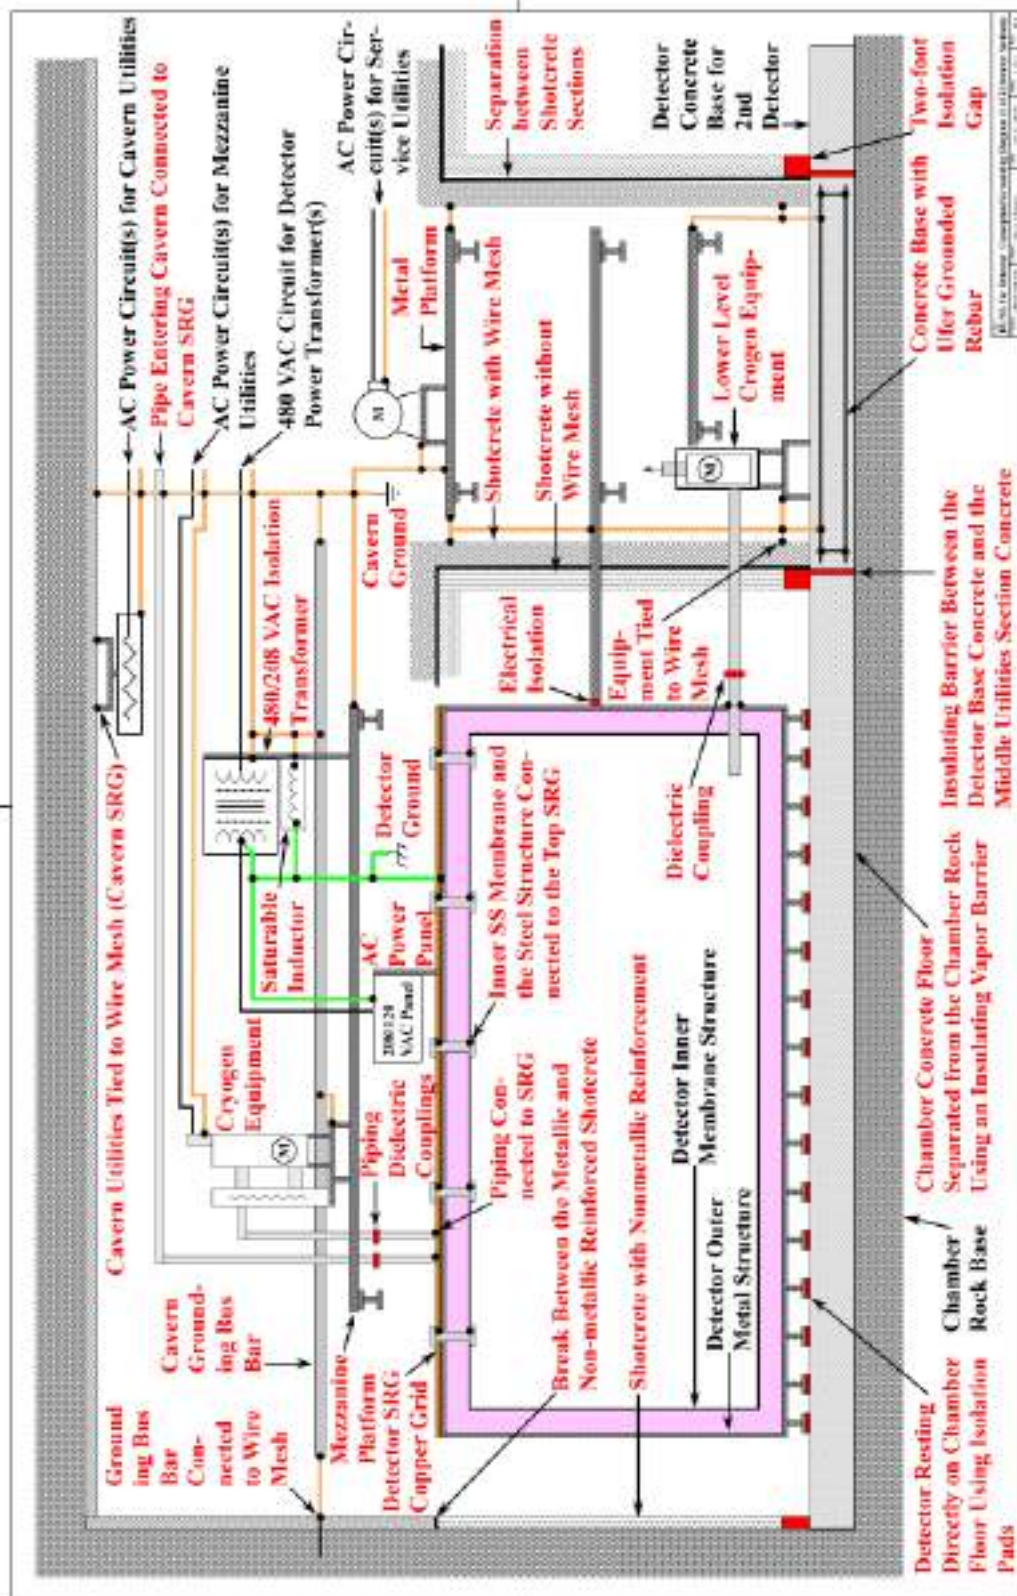 AC Power Circuit(s) for Cavern Utilities
Pipe Entering Cavern Connected to
Cavern SRG
AC Power Circuit(s) for Mezzanine
Utilities
480 VAC Circuit for Detector
Power Transformer(s)
Cavern Utilities Tied to Wire Mesh (Cavern SRG)
Ground
ing Bus
Bar
Con-
nected
to Wire
Mesh
Cavern
Ground-
ing Bus
Bar
Cryogen
Equipment
M
Saturable
Inductor
480/208 VAC Isolation
Transformer
AC Power Cir-
cuit(s) for Ser-
vice Utilities
M
Metal
Platform
Separation
between
Shotcrete
Sections
Mezzanine
Platform
Detector SRG
Copper Grid
Piping
Dielectric
Couplings
208/120
VAC Panel
AC
Power
Panel
Detector
Ground
Cavern
Ground
Shotcrete with Wire Mesh
Shotcrete without
Wire Mesh
Detector
Concrete
Base for
2nd
Detector
Piping Con-
nected to SRG
Inner SS Membrane and
the Steel Structure Con-
nected to the Top SRG
Electrical
Isolation
Break Between the Metalic and
Non-metallic Reinforced Shotcrete
Shotcrete with Nonmetallic Reinforcement
Equip-
ment Tied
to Wire
Mesh
M
Lower Level
Crogen Equip-
ment
Detector Inner
Membrane Structure
Detector Outer
Metal Structure
Dielectric
Coupling
Detector Resting
Directly on Chamber
Floor Using Isolation
Pads
Chamber
Rock Base
Chamber Concrete Floor
Separated from the Chamber Rock
Using an Insulating Vapor Barrier
Insulating Barrier Between the
Detector Base Concrete and the
Middle Utilities Section Concrete
Concrete Base with
Ufer Grounded
Rebar
Two-foot
Isolation
Gap